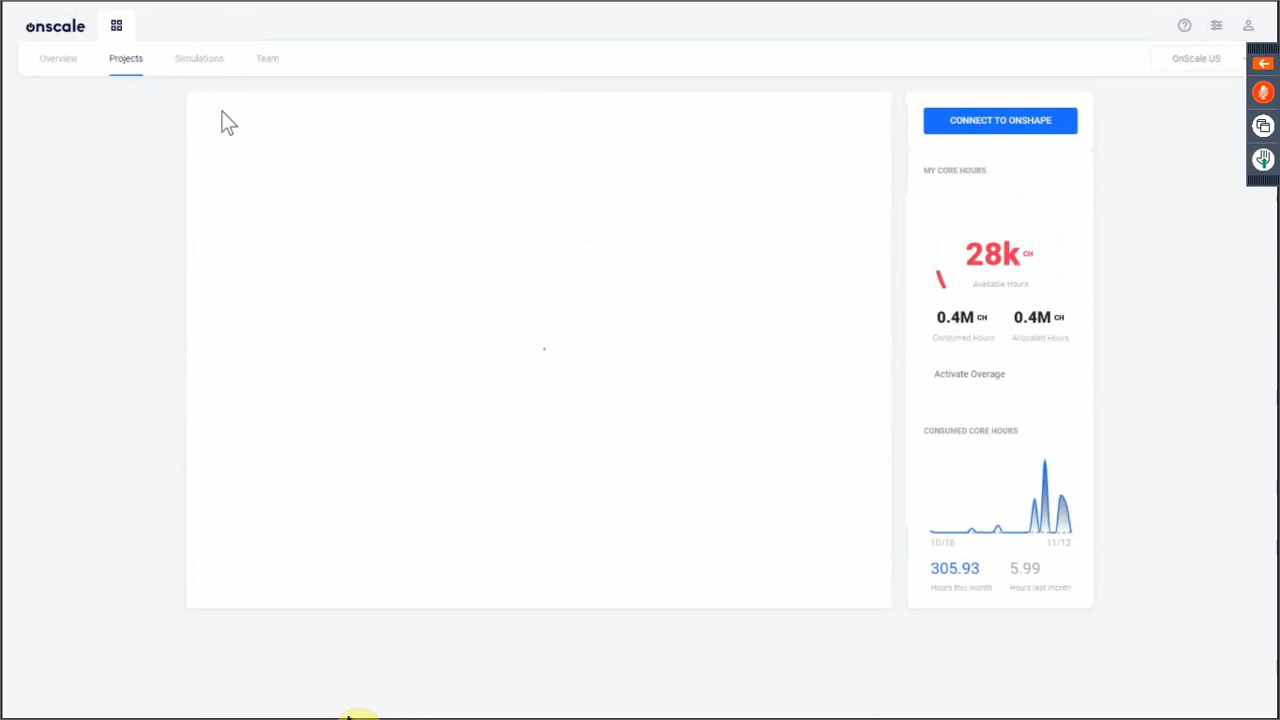 onscale
Overview Projects Simulations Team OnScale US
CONNECT TO ONSHAPE
MY CORE HOURS
28k CH
Available Hours
0.4M CH 0.4M CH
Consumed Hours Allocated Hours
Activate Overage
CONSUMED CORE HOURS
10/16 11/12
305.93 5.99
Hours this month Hours last month